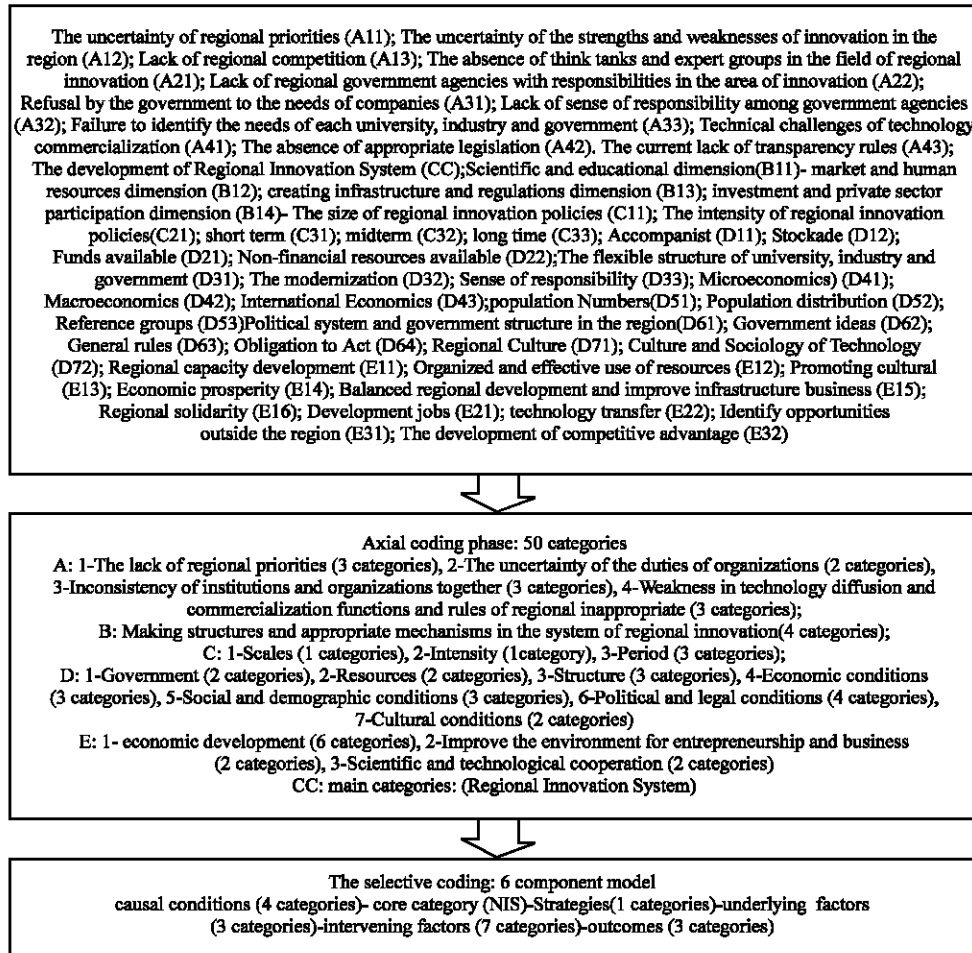 The uncertainty of regional priorities (A11); The uncertainty of the strengths and weaknesses of innovation in the
region (A12); Lack of regional competition (A13); The absence of think tanks and expert groups in the field of regional
innovation (A21); Lack of regional government agencies with responsibilities in the area of innovation (A22);
Refusal by the government to the needs of companies (A31); Lack of sense of responsibility among government agencies
(A32); Failure to identify the needs of each university, industry and government (A33); Technical challenges of technology
commercialization (A41); The absence of appropriate legislation (A42). The current lack of transparency rules (A43);
The development of Regional Innovation System (CC);Scientific and educational dimension(B11)- market and human
resources dimension (B12); creating infrastructure and regulations dimension (B13); investment and private sector
participation dimension (B14)- The size of regional innovation policies (C11); The intensity of regional innovation
policies(C21); short term (C31); midterm (C32); long time (C33); Accompanist (D11); Stockade (D12);
Funds available (D21); Non-financial resources available (D22);The flexible structure of university, industry and
government (D31); The modernization (D32); Sense of responsibility (D33); Microeconomics) (D41);
Macroeconomics (D42); International Economics (D43);population Numbers(D51); Population distribution (D52);
Reference groups (D53)Political system and government structure in the region(D61); Government ideas (D62);
General rules (D63); Obligation to Act (D64); Regional Culture (D71); Culture and Sociology of Technology
(D72); Regional capacity development (E11); Organized and effective use of resources (E12); Promoting cultural
(E13); Economic prosperity (E14); Balanced regional development and improve infrastructure business (E15);
Regional solidarity (E16); Development jobs (E21); technology transfer (E22); Identify opportunities
outside the region (E31); The development of competitive advantage (E32)
Axial coding phase: 50 categories
A: 1-The lack of regional priorities (3 categories), 2-The uncertainty of the duties of organizations (2 categories),
3-Inconsistency of institutions and organizations together (3 categories), 4-Weakness in technology diffusion and
commercialization functions and rules of regional inappropriate (3 categories);
B: Making structures and appropriate mechanisms in the system of regional innovation(4 categories);
C: 1-Scales (1 categories), 2-Intensity (1category), 3-Period (3 categories);
D: 1-Government (2 categories), 2-Resources (2 categories), 3-Structure (3 categories), 4-Economic conditions
(3 categories), 5-Social and demographic conditions (3 categories), 6-Political and legal conditions (4 categories),
7-Cultural conditions (2 categories)
E: 1- economic development (6 categories), 2-Improve the environment for entrepreneurship and business
(2 categories), 3-Scientific and technological cooperation (2 categories)
CC: main categories: (Regional Innovation System)
The selective coding: 6 component model
causal conditions (4 categories)- core category (NIS)-Strategies(1 categories)-underlying factors
(3 categories)-intervening factors (7 categories)-outcomes (3 categories)